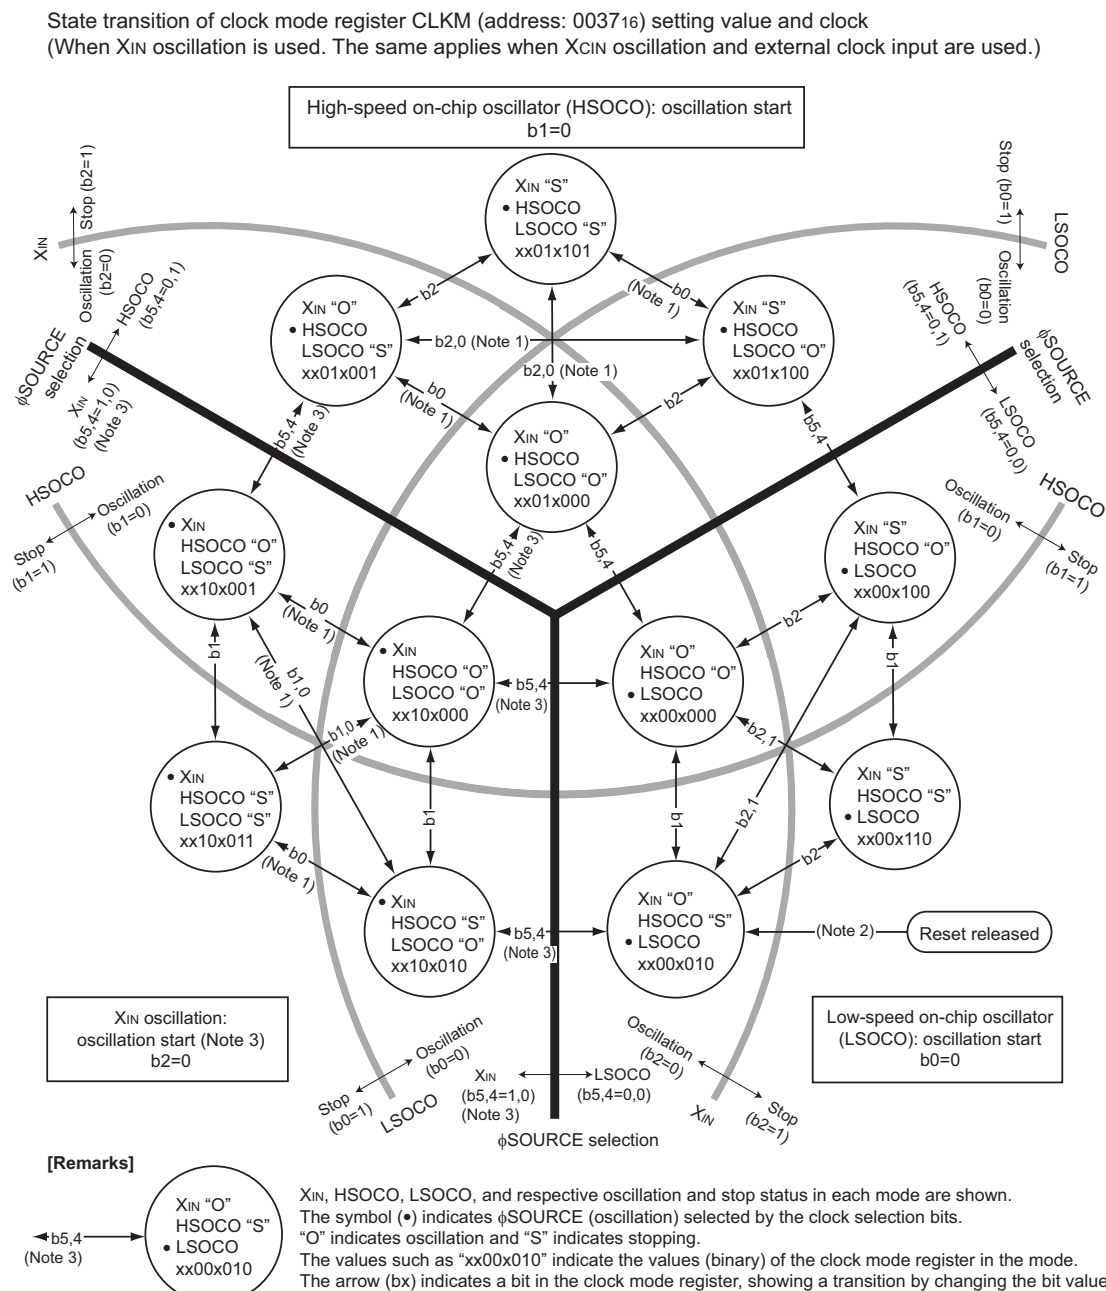 State transition of clock mode register CLKM (address: 003716) setting value and clock
(When XIN oscillation is used. The same applies when XCIN oscillation and external clock input are used.)
High-speed on-chip oscillator (HSOCO): oscillation start
b1=0
XIN
Stop (b2=1)
Oscillation
(b2=0)
HSOCO
(b5,4=0,1)
φSOURCE
selection
XIN
(b5,4=1,0)
(Note 3)
Stop (b0=1)
Oscillation
(b0=0)
LSOCO
HSOCO
(b5,4=0,1)
φSOURCE
selection
LSOCO
(b5,4=0,0)
XIN “S”
• HSOCO
LSOCO “S”
xx01x101
b2
b0
(Note 1)
XIN “O”
• HSOCO
LSOCO “S”
xx01x001
b2,0 (Note 1)
b2,0 (Note 1)
XIN “S”
• HSOCO
LSOCO “O”
xx01x100
b0
(Note 1)
b2
b5,4
(Note 3)
b5,4
XIN “O”
• HSOCO
LSOCO “O”
xx01x000
b5,4
(Note 3)
b5,4
HSOCO
Oscillation
(b1=0)
Stop
(b1=1)
HSOCO
Oscillation
(b1=0)
Stop
(b1=1)
• XIN
HSOCO “O”
LSOCO “S”
xx10x001
XIN “S”
HSOCO “O”
• LSOCO
xx00x100
b0
(Note 1)
b2
b1
b1,0
(Note 1)
b1
• XIN
HSOCO “O”
LSOCO “O”
xx10x000
b5,4
(Note 3)
XIN “O”
HSOCO “O”
• LSOCO
xx00x000
b1,0
(Note 1)
b2,1
• XIN
HSOCO “S”
LSOCO “S”
xx10x011
b1
b1
b2,1
XIN “S”
HSOCO “S”
• LSOCO
xx00x110
b0
(Note 1)
b2
• XIN
HSOCO “S”
LSOCO “O”
xx10x010
b5,4
(Note 3)
XIN “O”
HSOCO “S”
• LSOCO
xx00x010
(Note 2)
Reset released
XIN oscillation:
oscillation start (Note 3)
b2=0
Low-speed on-chip oscillator
(LSOCO): oscillation start
b0=0
Oscillation
(b0=0)
Stop
(b0=1)
LSOCO
XIN
(b5,4=1,0)
(Note 3)
LSOCO
(b5,4=0,0)
φSOURCE selection
Oscillation
(b2=0)
Stop
(b2=1)
XIN
[Remarks]
b5,4
(Note 3)
XIN “O”
HSOCO “S”
• LSOCO
xx00x010
XIN, HSOCO, LSOCO, and respective oscillation and stop status in each mode are shown.
The symbol (•) indicates φSOURCE (oscillation) selected by the clock selection bits.
“O” indicates oscillation and “S” indicates stopping.
The values such as “xx00x010” indicate the values (binary) of the clock mode register in the mode.
The arrow (bx) indicates a bit in the clock mode register, showing a transition by changing the bit value